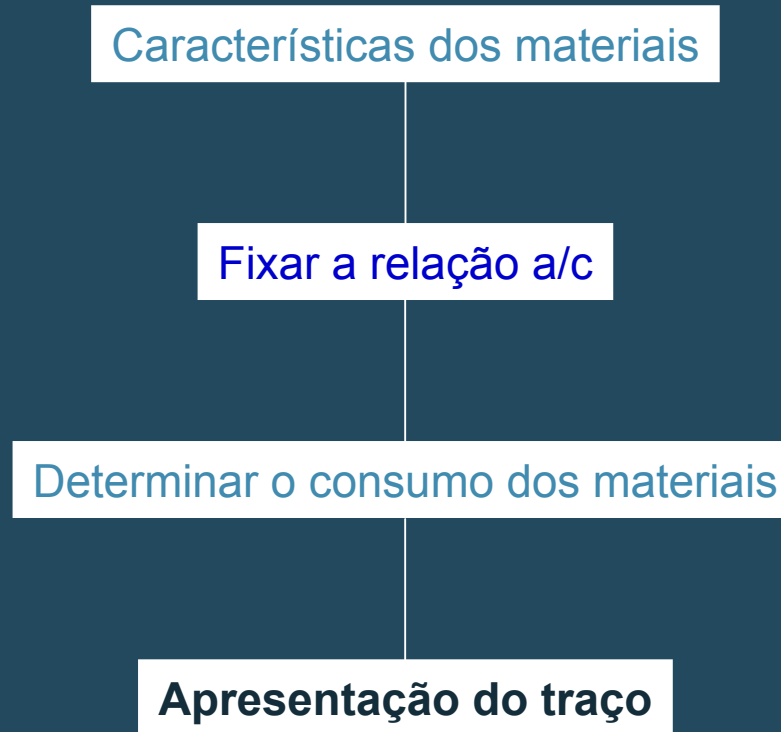 Características dos materiais
Fixar a relação a/c
Determinar o consumo dos materiais
Apresentação do traço